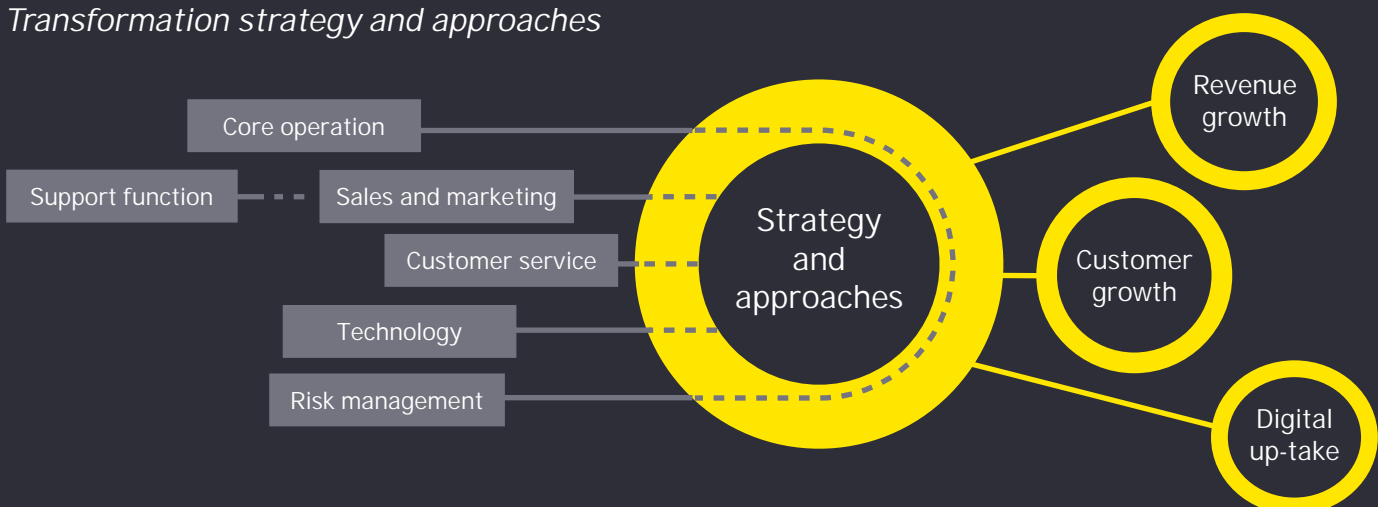 Transformation strategy and approaches
Core operation
Support function
Sales and marketing
Customer service
Technology
Risk management
Strategy
and
approaches
Revenue
growth
Customer
growth
Digital
up-take